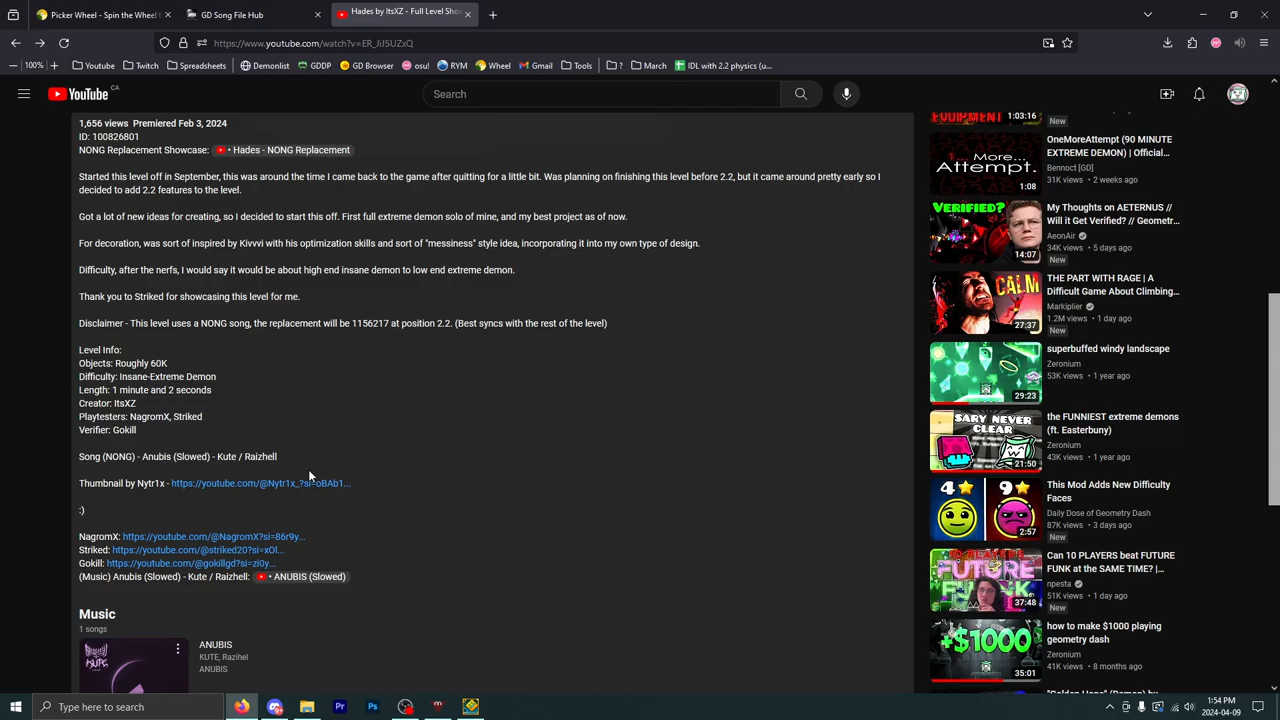 Picker Wheel - Spin the Wheel t
GD Song File Hub
Hades by ItsXZ - Full Level Sho
https://www.youtube.com/watch?v=ER_JiJ5UZxQ
100%
Youtube
Twitch
Spreadsheets
Demonlist
GDDP
GD Browser
osu!
RYM
Wheel
Gmail
Tools
?
March
IDL with 2.2 physics (u...
YouTube CA
Search
1,656 views Premiered Feb 3, 2024
ID: 100826801
NONG Replacement Showcase: • Hades - NONG Replacement
Started this level off in September, this was around the time I came back to the game after quitting for a little bit. Was planning on finishing this level before 2.2, but it came around pretty early so I
decided to add 2.2 features to the level.
Got a lot of new ideas for creating, so I decided to start this off. First full extreme demon solo of mine, and my best project as of now.
For decoration, was sort of inspired by Kivvvi with his optimization skills and sort of "messiness" style idea, incorporating it into my own type of design.
Difficulty, after the nerfs, I would say it would be about high end insane demon to low end extreme demon.
Thank you to Striked for showcasing this level for me.
Disclaimer - This level uses a NONG song, the replacement will be 1156217 at position 2.2. (Best syncs with the rest of the level)
Level Info:
Objects: Roughly 60K
Difficulty: Insane-Extreme Demon
Length: 1 minute and 2 seconds
Creator: ItsXZ
Playtesters: NagromX, Striked
Verifier: Gokill
Song (NONG) - Anubis (Slowed) - Kute / Raizhell
Thumbnail by Nytr1x - https://youtube.com/@Nytr1x_?si=oBAb1...
:)
NagromX: https://youtube.com/@NagromX?si=86r9y...
Striked: https://youtube.com/@striked20?si=xOl...
Gokill: https://youtube.com/@gokillgd?si=zi0y...
(Music) Anubis (Slowed) - Kute / Raizhell: • ANUBIS (Slowed)
Music
1 songs
ANUBIS
KUTE, Razihel
ANUBIS
EQUIPMENT
1:03:16
New
1... More...
Attempt.
1:08
OneMoreAttempt (90 MINUTE
EXTREME DEMON) | Official...
Bennoct [GD]
31K views • 2 weeks ago
VERIFIED?
14:07
My Thoughts on AETERNUS //
Will it Get Verified? // Geometr...
AeonAir
34K views • 5 days ago
New
CALM
27:37
THE PART WITH RAGE | A
Difficult Game About Climbing...
Markiplier
1.2M views • 1 day ago
New
29:23
superbuffed windy landscape
Zeronium
53K views • 1 year ago
SARY NEVER
CLEAR
21:50
the FUNNIEST extreme demons
(ft. Easterbuny)
Zeronium
43K views • 1 year ago
4
9
2:57
This Mod Adds New Difficulty
Faces
Daily Dose of Geometry Dash
87K views • 3 days ago
New
FUTURE
37:48
Can 10 PLAYERS beat FUTURE
FUNK at the SAME TIME? |...
npesta
51K views • 1 day ago
New
+$1000
35:01
how to make $1000 playing
geometry dash
Zeronium
41K views • 8 months ago
"Golden Hope" (Demon) by
Type here to search
Pr
Ps
1:54 PM
2024-04-09